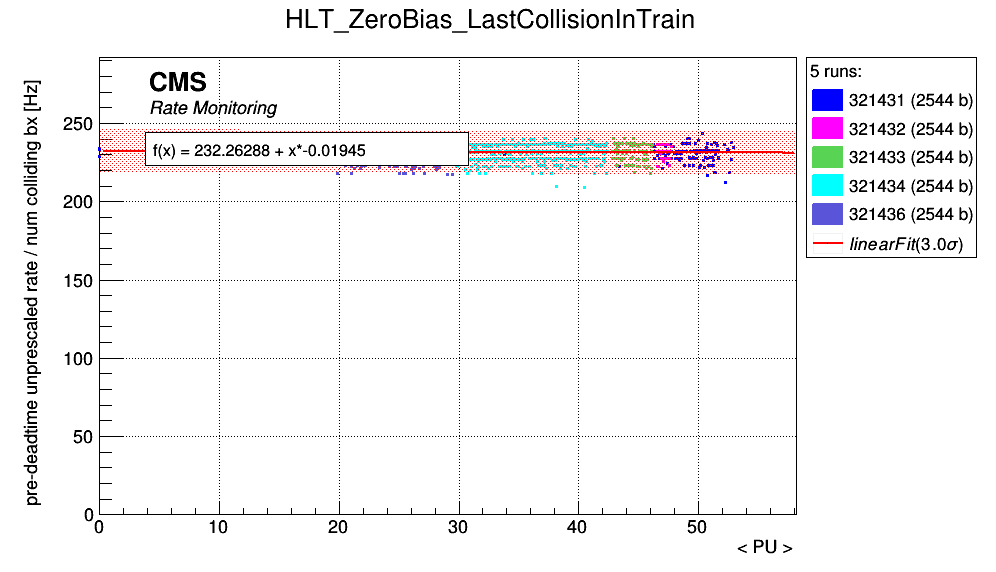 HLT_ZeroBias_LastCollisionInTrain
CMS
Rate Monitoring
f(x) = 232.26288 + x*-0.01945
pre-deadtime unprescaled rate / num colliding bx [Hz]
250
200
150
100
50
0
0 10 20 30 40 50
< PU >
5 runs:
321431 (2544 b)
321432 (2544 b)
321433 (2544 b)
321434 (2544 b)
321436 (2544 b)
linearFit(3.0σ)